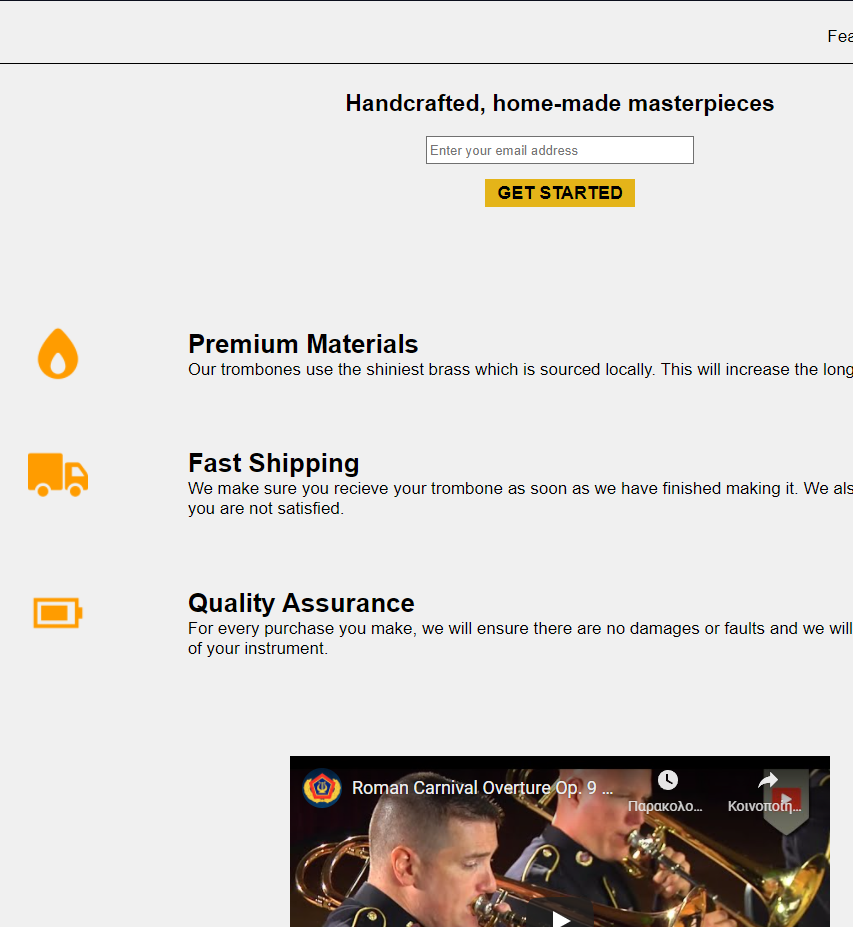 Fea
Handcrafted, home-made masterpieces
Enter your email address
GET STARTED
Premium Materials
Our trombones use the shiniest brass which is sourced locally. This will increase the long
Fast Shipping
We make sure you recieve your trombone as soon as we have finished making it. We als
you are not satisfied.
Quality Assurance
For every purchase you make, we will ensure there are no damages or faults and we will
of your instrument.
Roman Carnival Overture Op. 9 ...
Παρακολο...
Κοινοποίη...